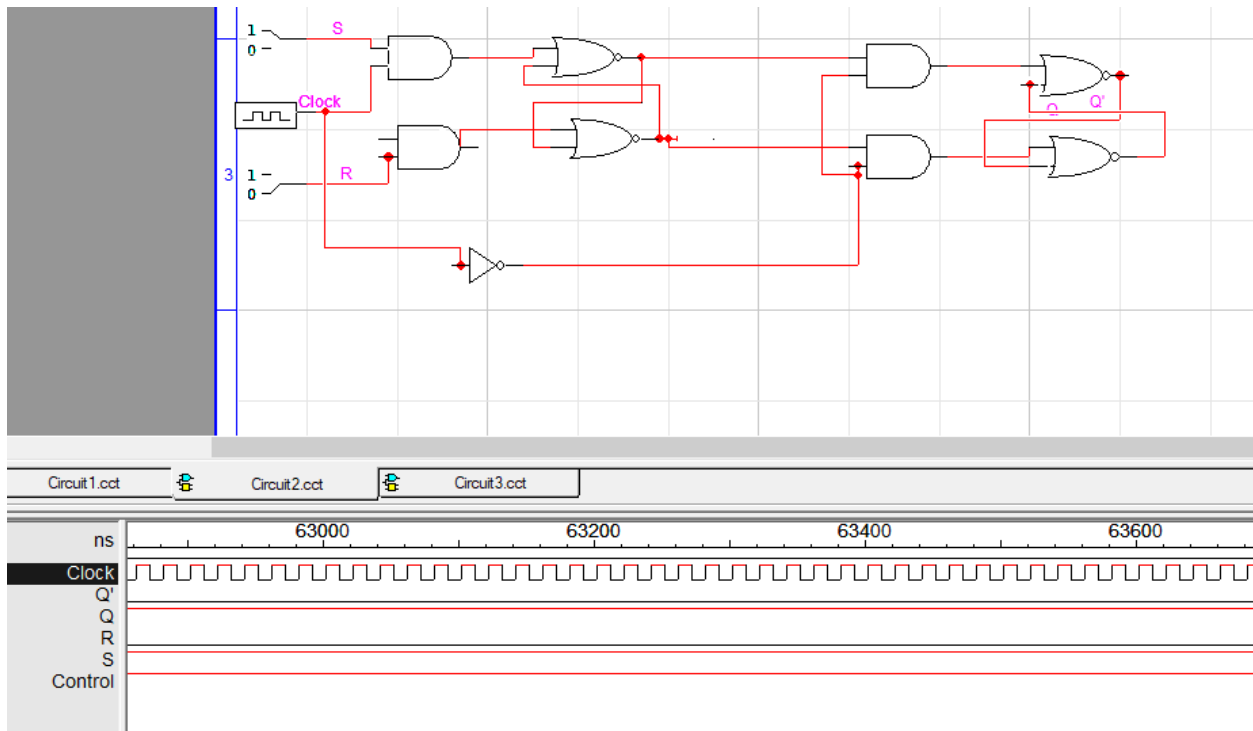 1
0
S
Clock
Q
Q'
3
1
0
R
Circuit1.cct
Circuit2.cct
Circuit3.cct
ns
63000
63200
63400
63600
Clock
Q'
Q
R
S
Control